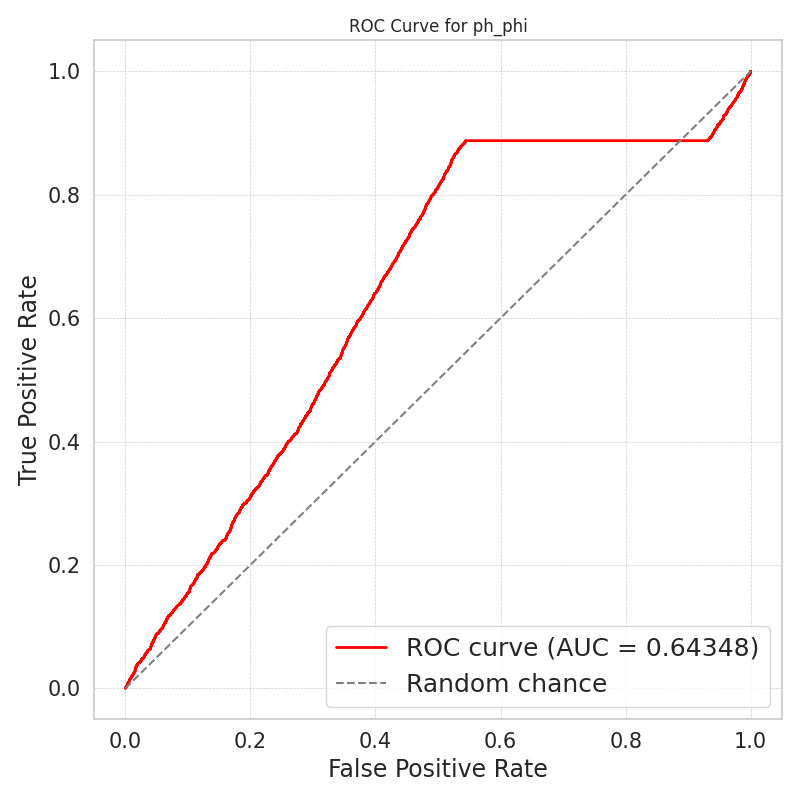 ROC Curve for ph_phi
True Positive Rate
1.0
0.8
0.6
0.4
0.2
0.0
ROC curve (AUC = 0.64348)
Random chance
0.0 0.2 0.4 0.6 0.8 1.0
False Positive Rate